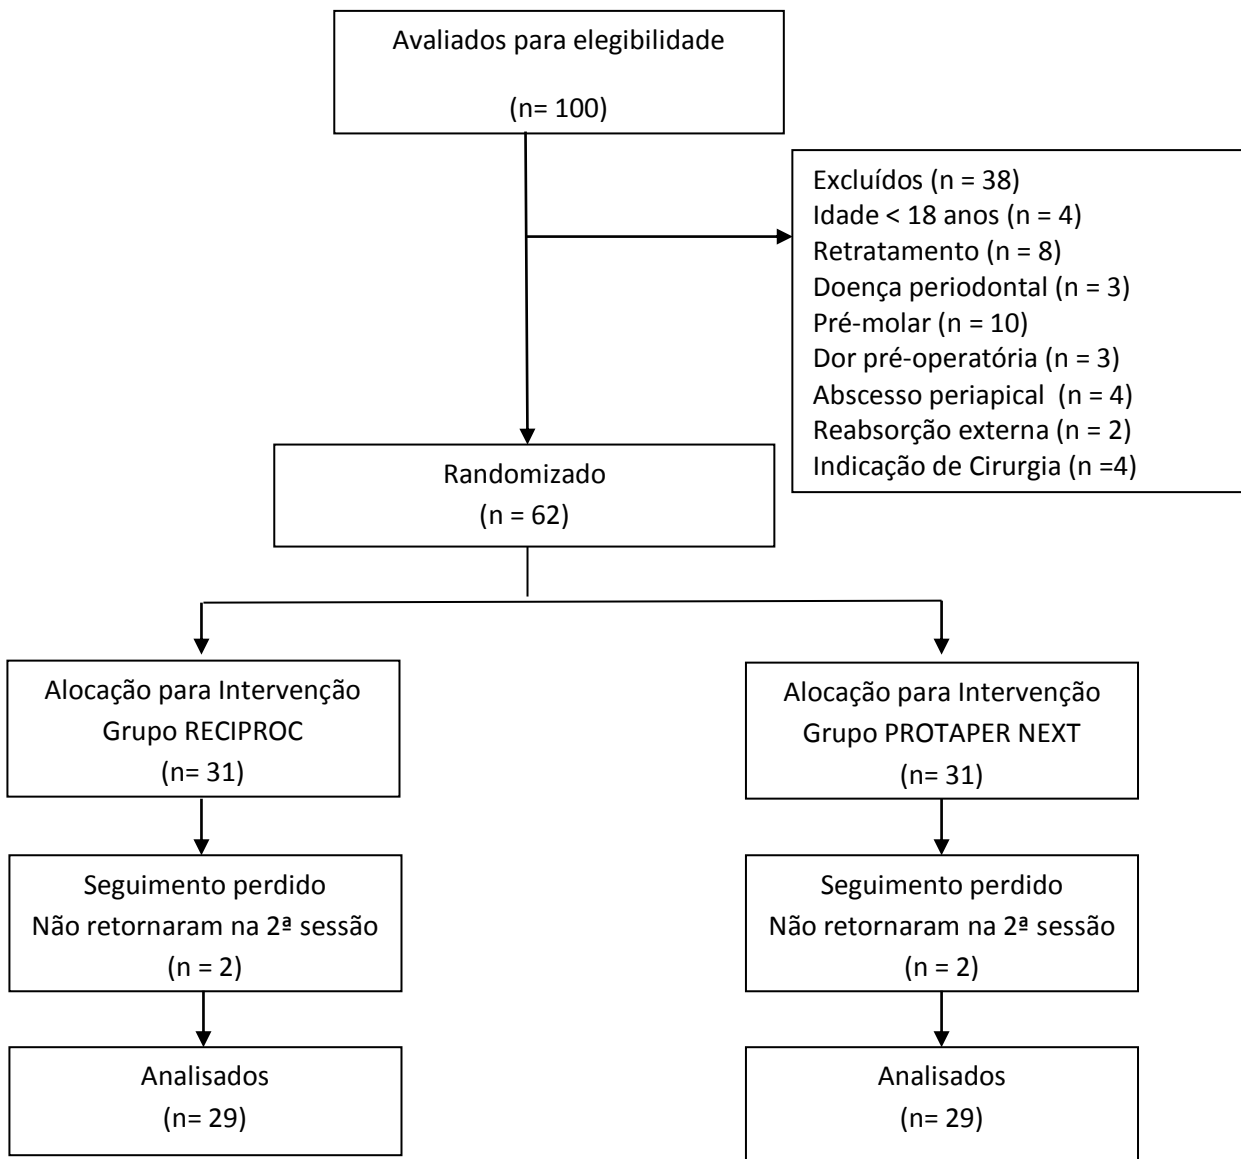 Avaliados para elegibilidade
(n= 100)
Excluídos (n = 38)
Idade < 18 anos (n = 4)
Retratamento (n = 8)
Doença periodontal (n = 3)
Pré-molar (n = 10)
Dor pré-operatória (n = 3)
Abscesso periapical (n = 4)
Reabsorção externa (n = 2)
Indicação de Cirurgia (n =4)
Randomizado
(n = 62)
Alocação para Intervenção
Grupo RECIPROC
(n= 31)
Alocação para Intervenção
Grupo PROTAPER NEXT
(n= 31)
Seguimento perdido
Não retornaram na 2ª sessão
(n = 2)
Seguimento perdido
Não retornaram na 2ª sessão
(n = 2)
Analisados
(n= 29)
Analisados
(n= 29)